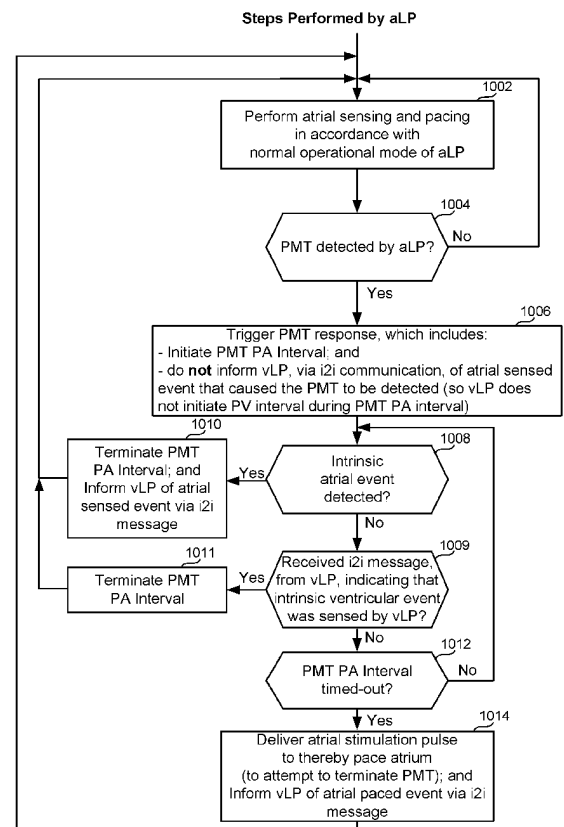 Steps Performed by aLP
1002
Perform atrial sensing and pacing
in accordance with
normal operational mode of aLP
1004
PMT detected by aLP?
No
Yes
1006
Trigger PMT response, which includes:
- Initiate PMT PA Interval; and
- do not inform vLP, via i2i communication, of atrial sensed
event that caused the PMT to be detected (so vLP does
not initiate PV interval during PMT PA interval)
1008
Intrinsic
atrial event
detected?
Yes
1010
Terminate PMT
PA Interval; and
Inform vLP of atrial
sensed event via i2i
message
No
1009
Received i2i message,
from vLP, indicating that
intrinsic ventricular event
was sensed by vLP?
Yes
1011
Terminate PMT
PA Interval
No
1012
PMT PA Interval
timed-out?
No
Yes
1014
Deliver atrial stimulation pulse
to thereby pace atrium
(to attempt to terminate PMT); and
Inform vLP of atrial paced event via i2i
message